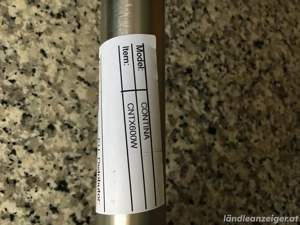 Model: CONTINA
Item: CNTX600W
ländleanzeiger.at